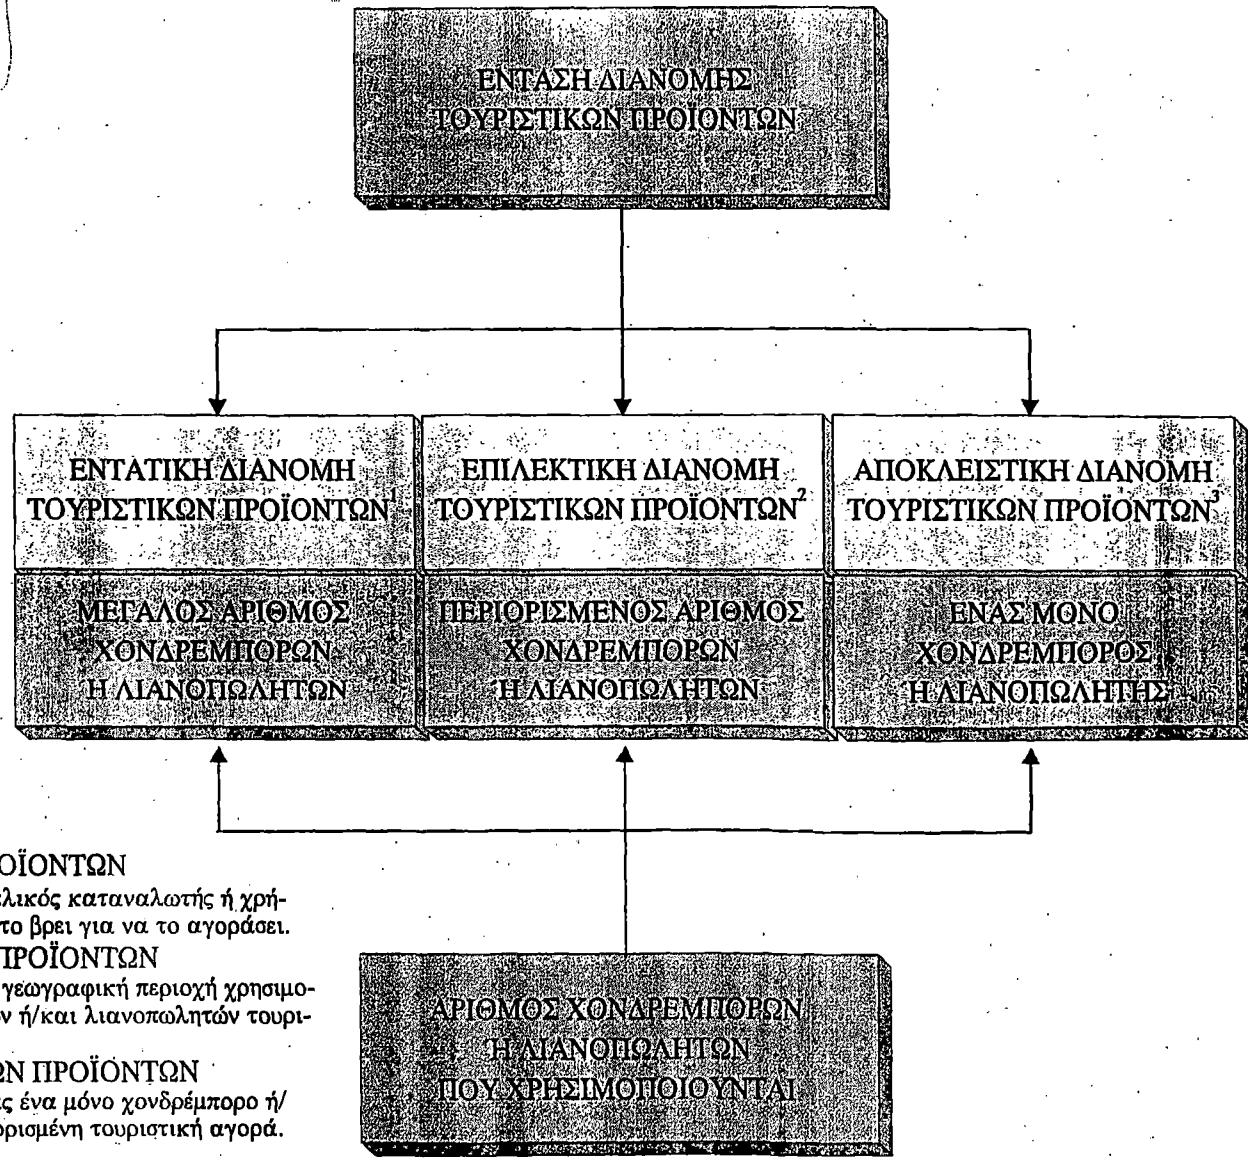 ΕΝΤΑΣΗ ΔΙΑΝΟΜΗΣ
ΤΟΥΡΙΣΤΙΚΩΝ ΠΡΟΪΟΝΤΩΝ
ΕΝΤΑΤΙΚΗ ΔΙΑΝΟΜΗ
ΤΟΥΡΙΣΤΙΚΩΝ ΠΡΟΪΟΝΤΩΝ¹
ΜΕΓΑΛΟΣ ΑΡΙΘΜΟΣ
ΧΟΝΔΡΕΜΠΟΡΩΝ
Η ΛΙΑΝΟΠΩΛΗΤΩΝ
ΕΠΙΛΕΚΤΙΚΗ ΔΙΑΝΟΜΗ
ΤΟΥΡΙΣΤΙΚΩΝ ΠΡΟΪΟΝΤΩΝ²
ΠΕΡΙΟΡΙΣΜΕΝΟΣ ΑΡΙΘΜΟΣ
ΧΟΝΔΡΕΜΠΟΡΩΝ
Η ΛΙΑΝΟΠΩΛΗΤΩΝ
ΑΠΟΚΛΕΙΣΤΙΚΗ ΔΙΑΝΟΜΗ
ΤΟΥΡΙΣΤΙΚΩΝ ΠΡΟΪΟΝΤΩΝ³
ΕΝΑΣ ΜΟΝΟ
ΧΟΝΔΡΕΜΠΟΡΟΣ
Η ΛΙΑΝΟΠΩΛΗΤΗΣ
ΟΪΟΝΤΩΝ
ελικός καταναλωτής ή χρή-
το βρει για να το αγοράσει.
ΠΡΟΪΟΝΤΩΝ
γεωγραφική περιοχή χρησιμο-
ν ή/και λιανοπωλητών τουρι-
ΩΝ ΠΡΟΪΟΝΤΩΝ
ς ένα μόνο χονδρέμπορο ή/
ρισμένη τουριστική αγορά.
ΑΡΙΘΜΟΣ ΧΟΝΔΡΕΜΠΟΡΩΝ
Η ΛΙΑΝΟΠΩΛΗΤΩΝ
ΠΟΥ ΧΡΗΣΙΜΟΠΟΙΟΥΝΤΑΙ